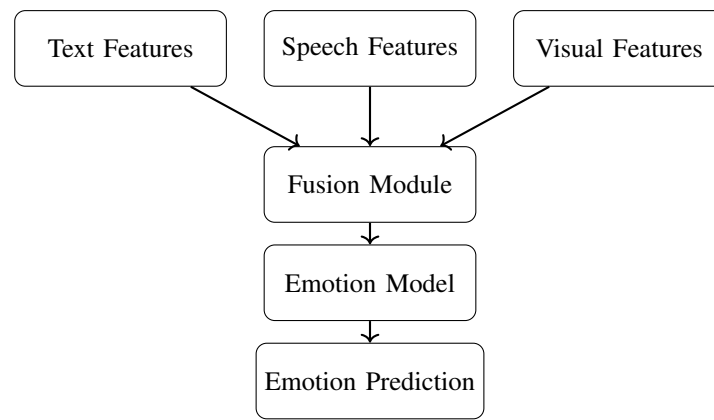 Text Features
Speech Features
Visual Features
Fusion Module
Emotion Model
Emotion Prediction